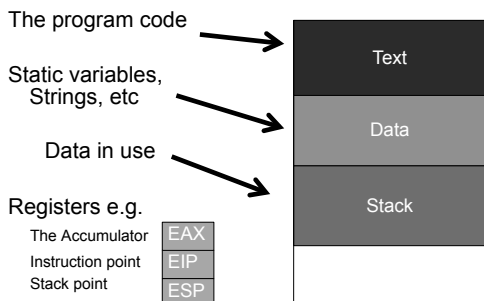 The program code
Text
Static variables,
Strings, etc
Data
Data in use
Stack
Registers e.g.
The Accumulator EAX
Instruction point EIP
Stack point ESP